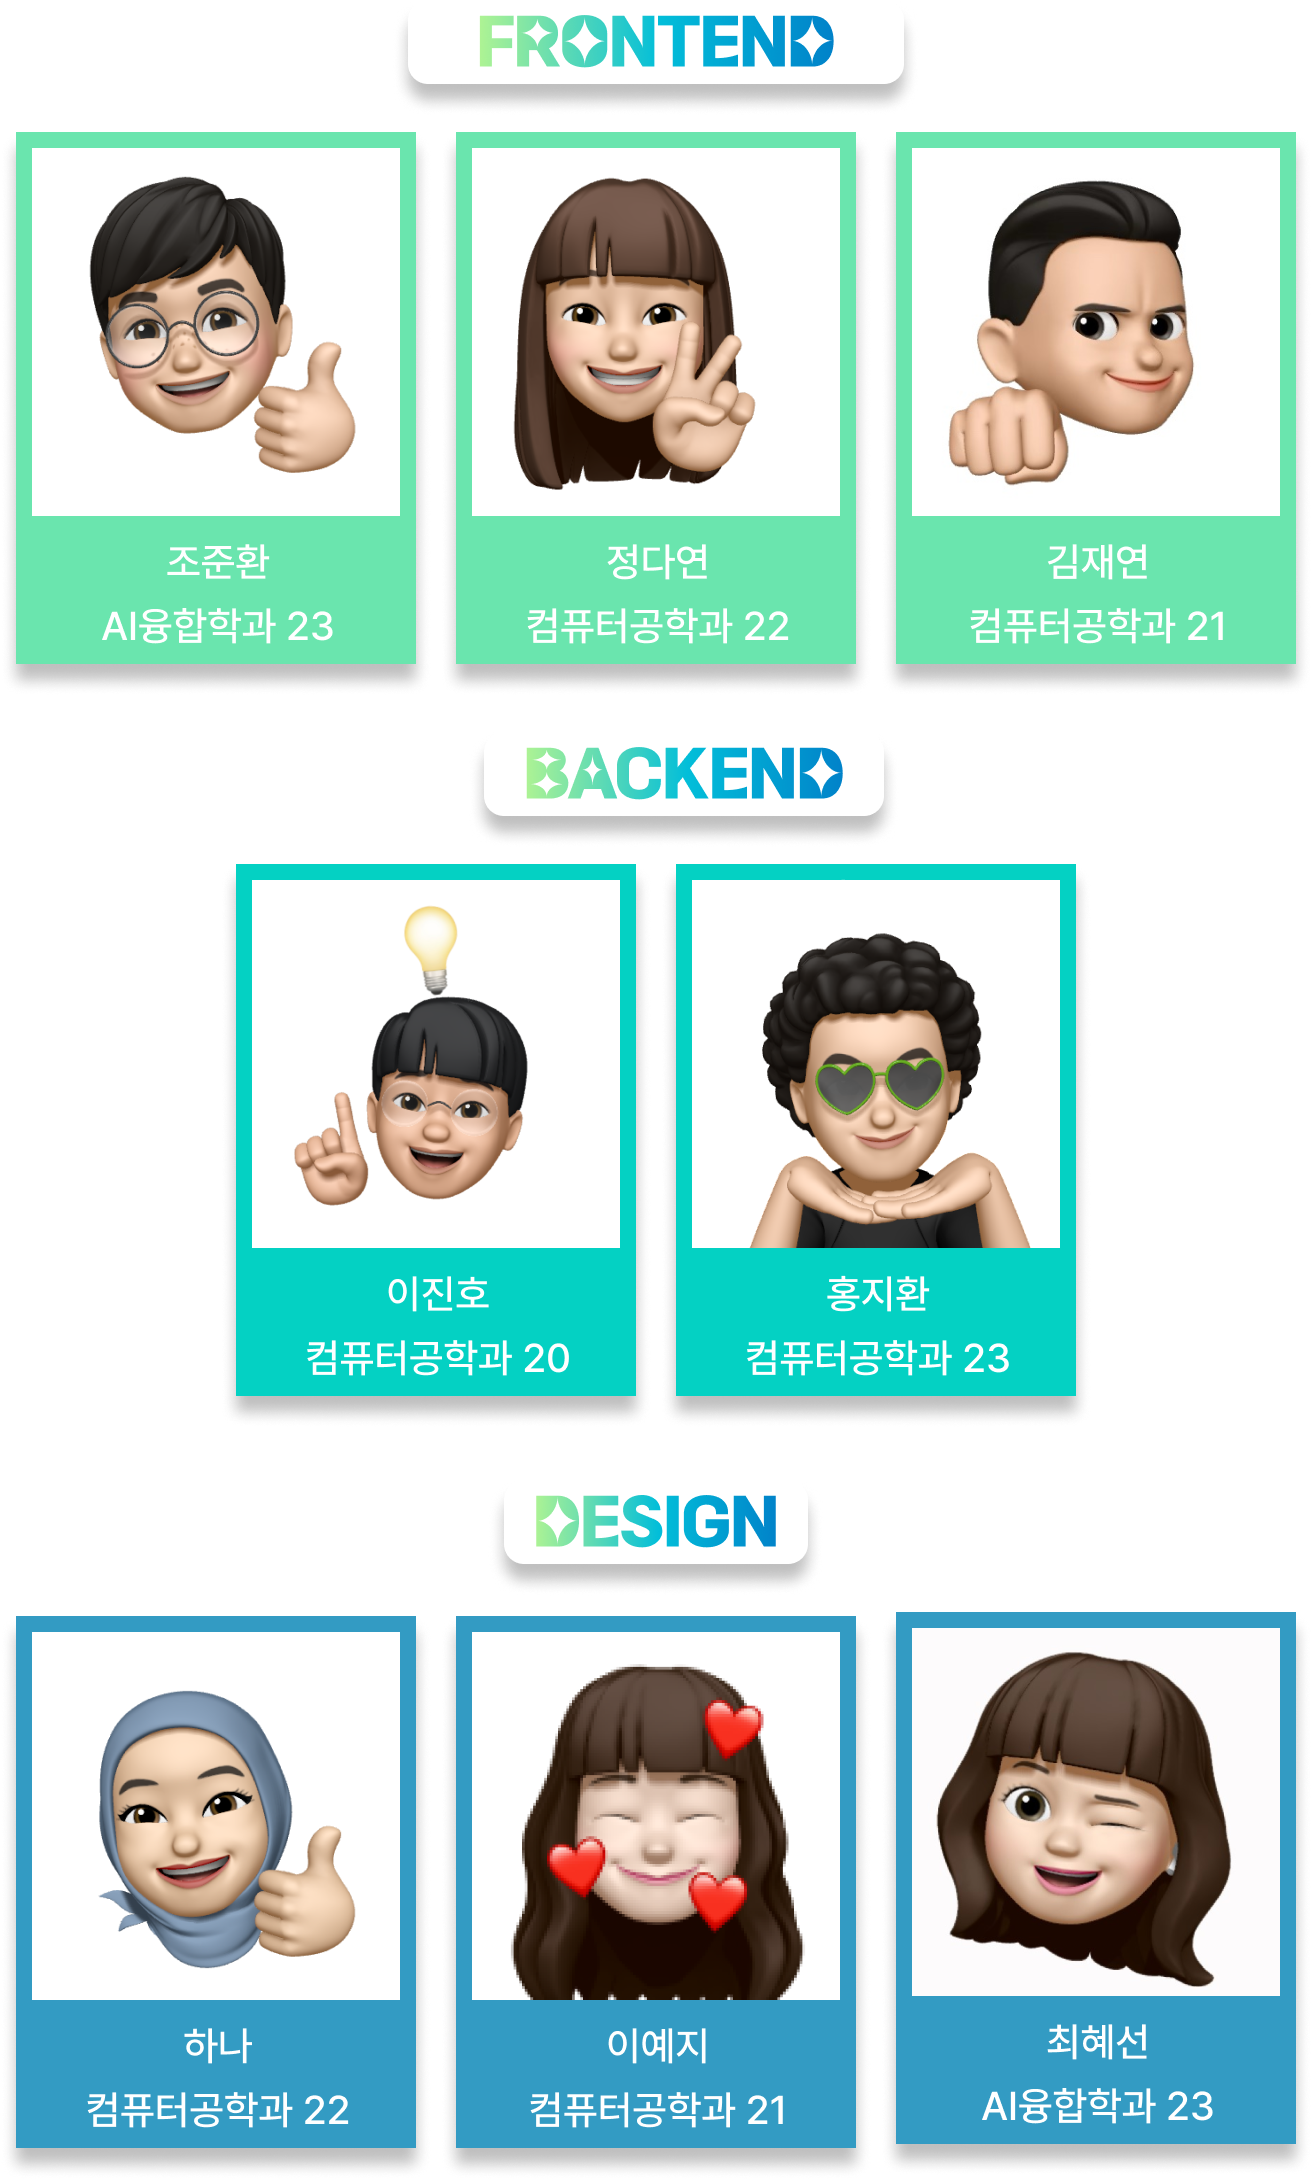 FRONTEND
조준환
AI융합학과 23
정다연
컴퓨터공학과 22
김재연
컴퓨터공학과 21
BACKEND
이진호
컴퓨터공학과 20
홍지환
컴퓨터공학과 23
DESIGN
하나
컴퓨터공학과 22
이예지
컴퓨터공학과 21
최혜선
AI융합학과 23